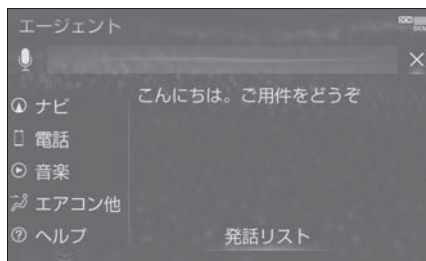 エージェント
こんにちは。ご用件をどうぞ
ナビ
電話
音楽
エアコン他
ヘルプ
発話リスト